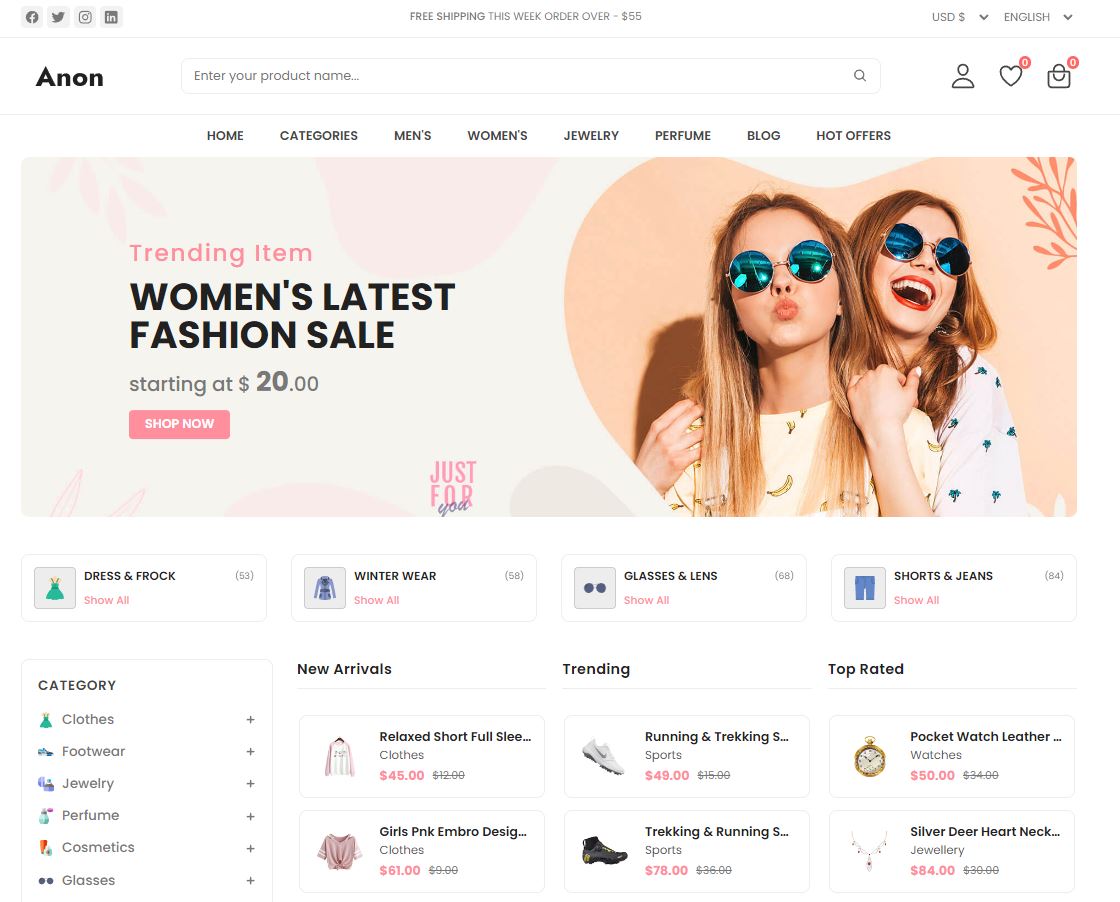 FREE SHIPPING THIS WEEK ORDER OVER - $55
USD $
ENGLISH
Anon
Enter your product name...
0
0
HOME CATEGORIES MEN'S WOMEN'S JEWELRY PERFUME BLOG HOT OFFERS
Trending Item
WOMEN'S LATEST
FASHION SALE
starting at $ 20.00
SHOP NOW
JUST
FOR
you
DRESS & FROCK (53)
Show All
WINTER WEAR (58)
Show All
GLASSES & LENS (68)
Show All
SHORTS & JEANS (84)
Show All
CATEGORY
Clothes +
Footwear +
Jewelry +
Perfume +
Cosmetics +
Glasses +
New Arrivals
Relaxed Short Full Slee...
Clothes
$45.00 $12.00
Girls Pnk Embro Desig...
Clothes
$61.00 $9.00
Trending
Running & Trekking S...
Sports
$49.00 $15.00
Trekking & Running S...
Sports
$78.00 $36.00
Top Rated
Pocket Watch Leather ...
Watches
$50.00 $34.00
Silver Deer Heart Neck...
Jewellery
$84.00 $30.00